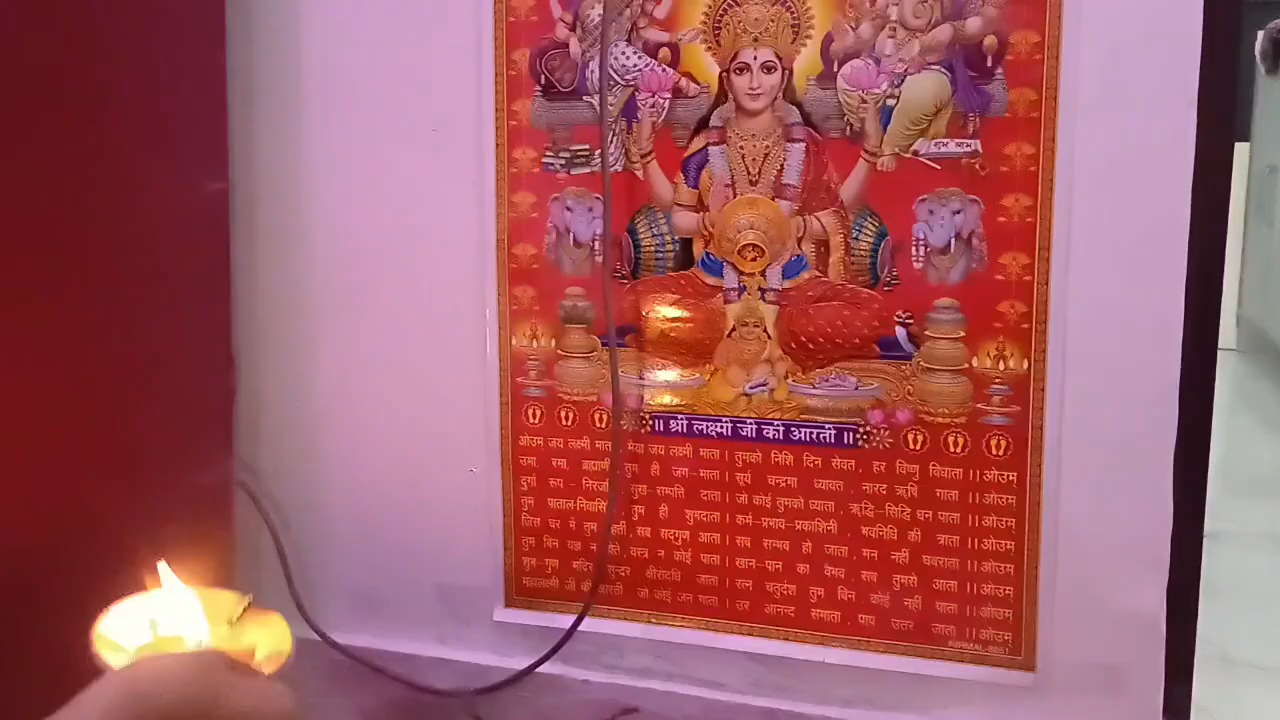 शुभ लाभ
॥ श्री लक्ष्मी जी की आरती ॥
ओउम् जय लक्ष्मी माता मैया जय लक्ष्मी माता । तुमको निशि दिन सेवत , हर विष्णु विधाता ।। ओउम्
उमा, रमा, ब्रह्माणी तुम ही जग-माता । सूर्य चन्द्रमा ध्यावत , नारद ऋषि गाता ।। ओउम्
दुर्गा रूप - सुख-सम्पत्ति दाता । जो कोई तुमको ध्याता , ऋद्धि-सिद्धि धन पाता ।। ओउम्
तुम पाताल-निवासिनी तुम ही शुभदाता । कर्म-प्रभाव-प्रकाशिनी , भवनिधि की त्राता ।। ओउम्
जिस घर में तुम रहती , सब सद्गुण आता । सब सम्भव हो जाता , मन नहीं घबराता ।। ओउम्
तुम बिन यज्ञ न होते , वस्त्र न कोई पाता । खान-पान का वैभव , सब तुमसे आता ।। ओउम्
शुभ-गुण मंदिर सुन्दर क्षीरोदधि जाता । रत्न चतुर्दश तुम बिन , कोई नहीं पाता ।। ओउम्
महालक्ष्मी जी की आरती जो कोई जन गाता । उर आनन्द समाता , पाप उतर जाता ।। ओउम्